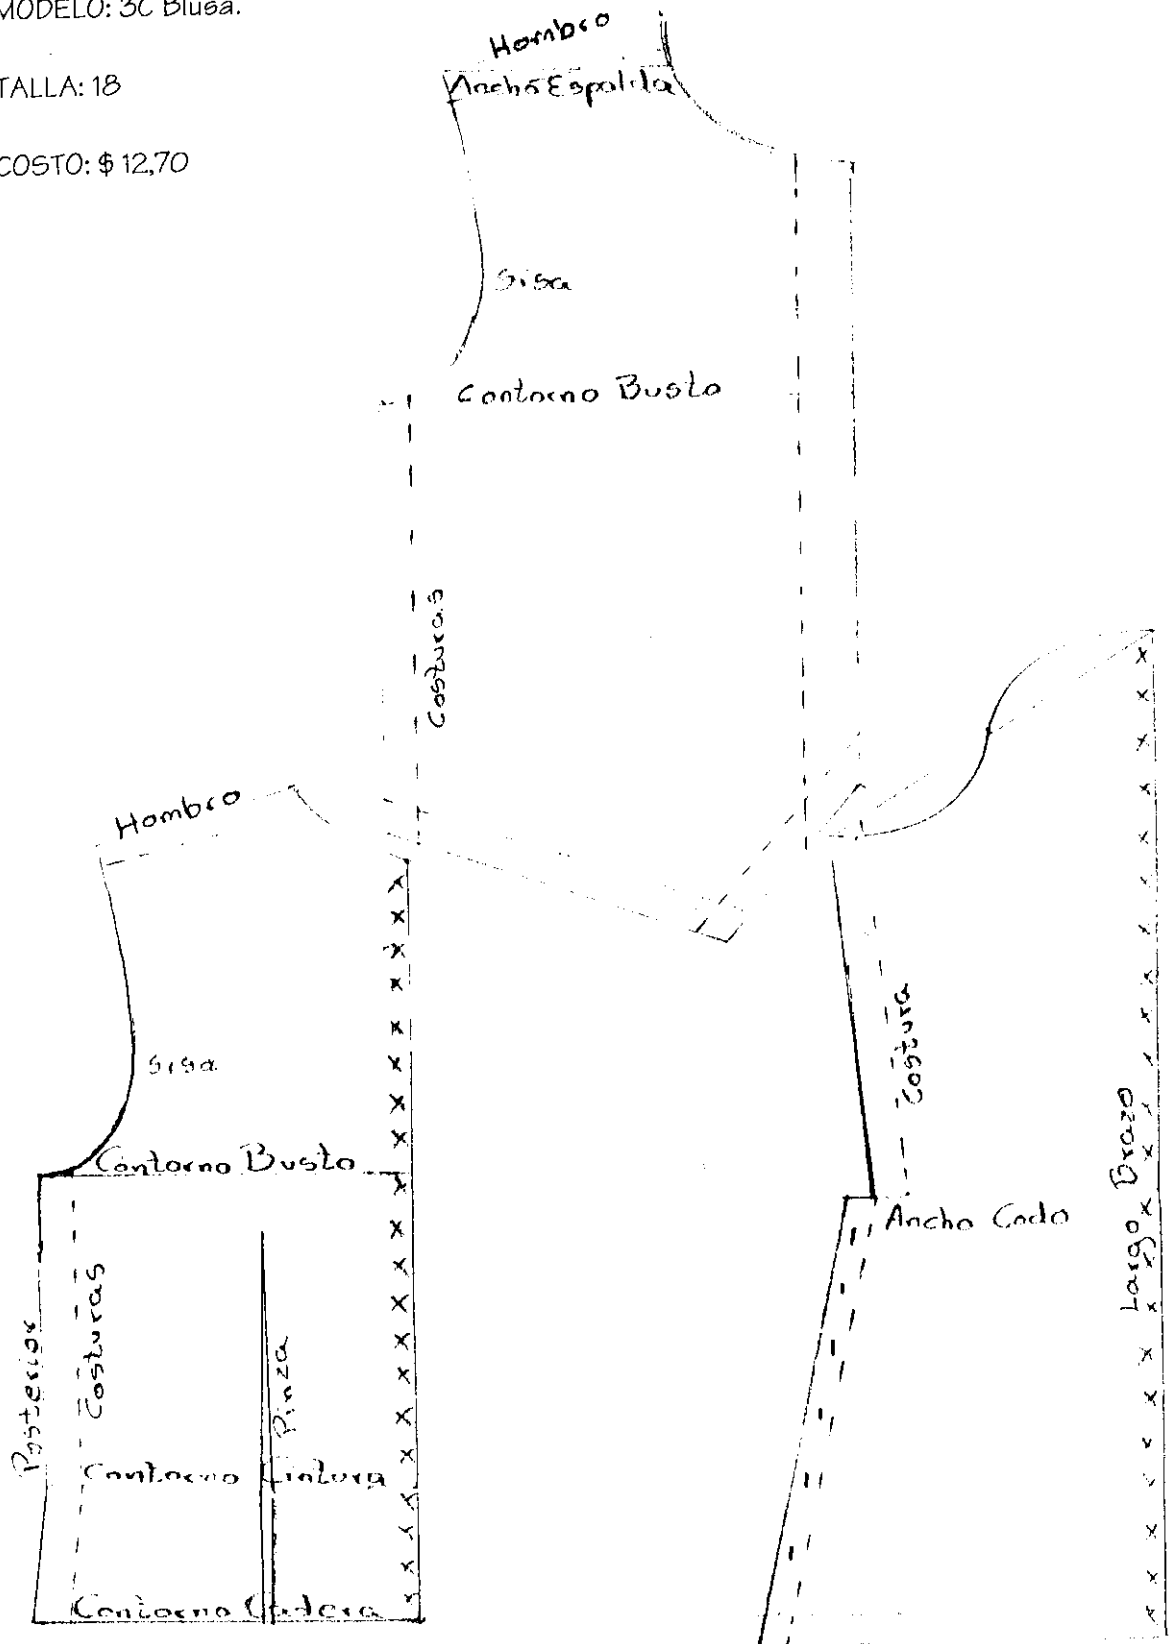 MODELO: 3C Blusa.
TALLA: 18
COSTO: $ 12,70
Hombro
Ancho Espalda
Sisa
Contorno Busto
Costuras
Hombro
Sisa
Contorno Busto
Costuras
Posterior
Pinza
Contorno Cintura
Contorno Cadera
Costura
Ancho Codo
Largo Brazo